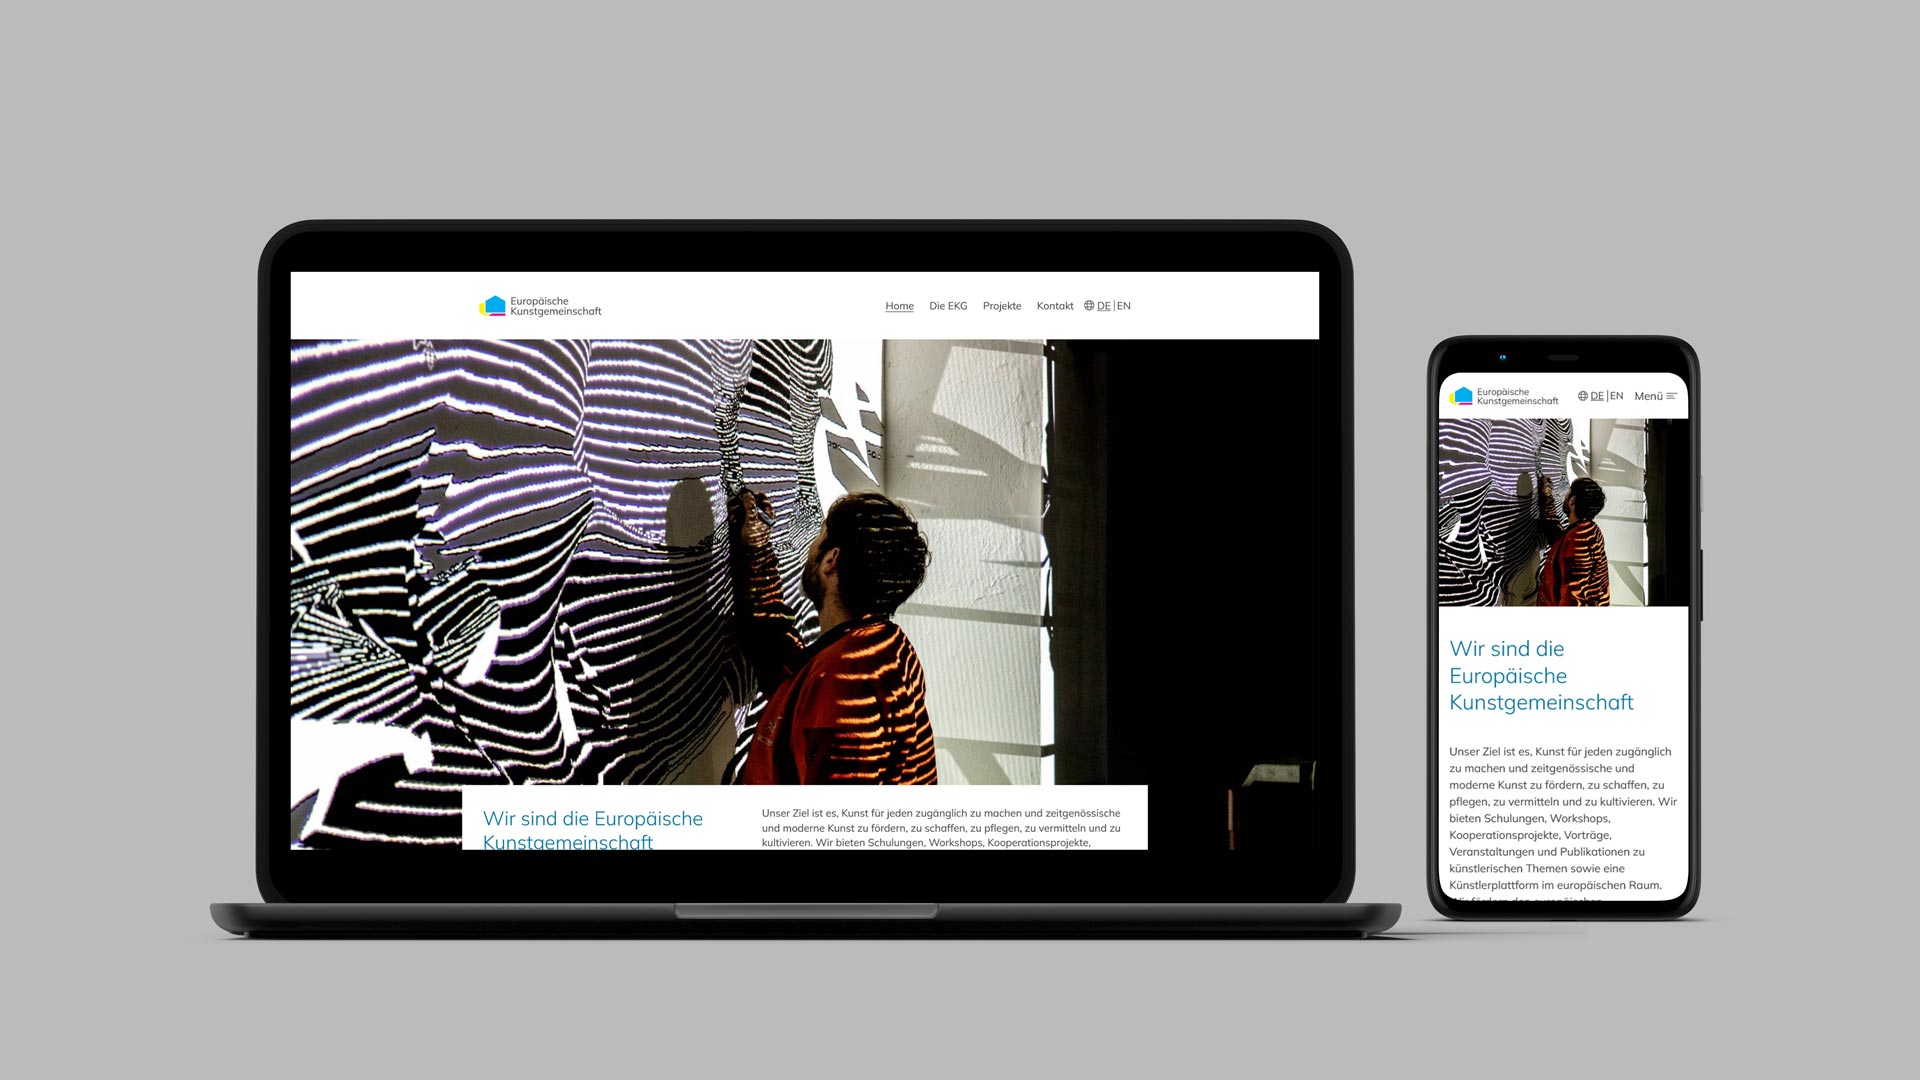 Europäische
Kunstgemeinschaft
Home Die EKG Projekte Kontakt DE | EN
Wir sind die Europäische
Kunstgemeinschaft
Unser Ziel ist es, Kunst für jeden zugänglich zu machen und zeitgenössische
und moderne Kunst zu fördern, zu schaffen, zu pflegen, zu vermitteln und zu
kultivieren. Wir bieten Schulungen, Workshops, Kooperationsprojekte,
Europäische
Kunstgemeinschaft
DE | EN Menü
Wir sind die
Europäische
Kunstgemeinschaft
Unser Ziel ist es, Kunst für jeden zugänglich
zu machen und zeitgenössische und
moderne Kunst zu fördern, zu schaffen, zu
pflegen, zu vermitteln und zu kultivieren. Wir
bieten Schulungen, Workshops,
Kooperationsprojekte, Vorträge,
Veranstaltungen und Publikationen zu
künstlerischen Themen sowie eine
Künstlerplattform im europäischen Raum.
Wir fördern den europäischen